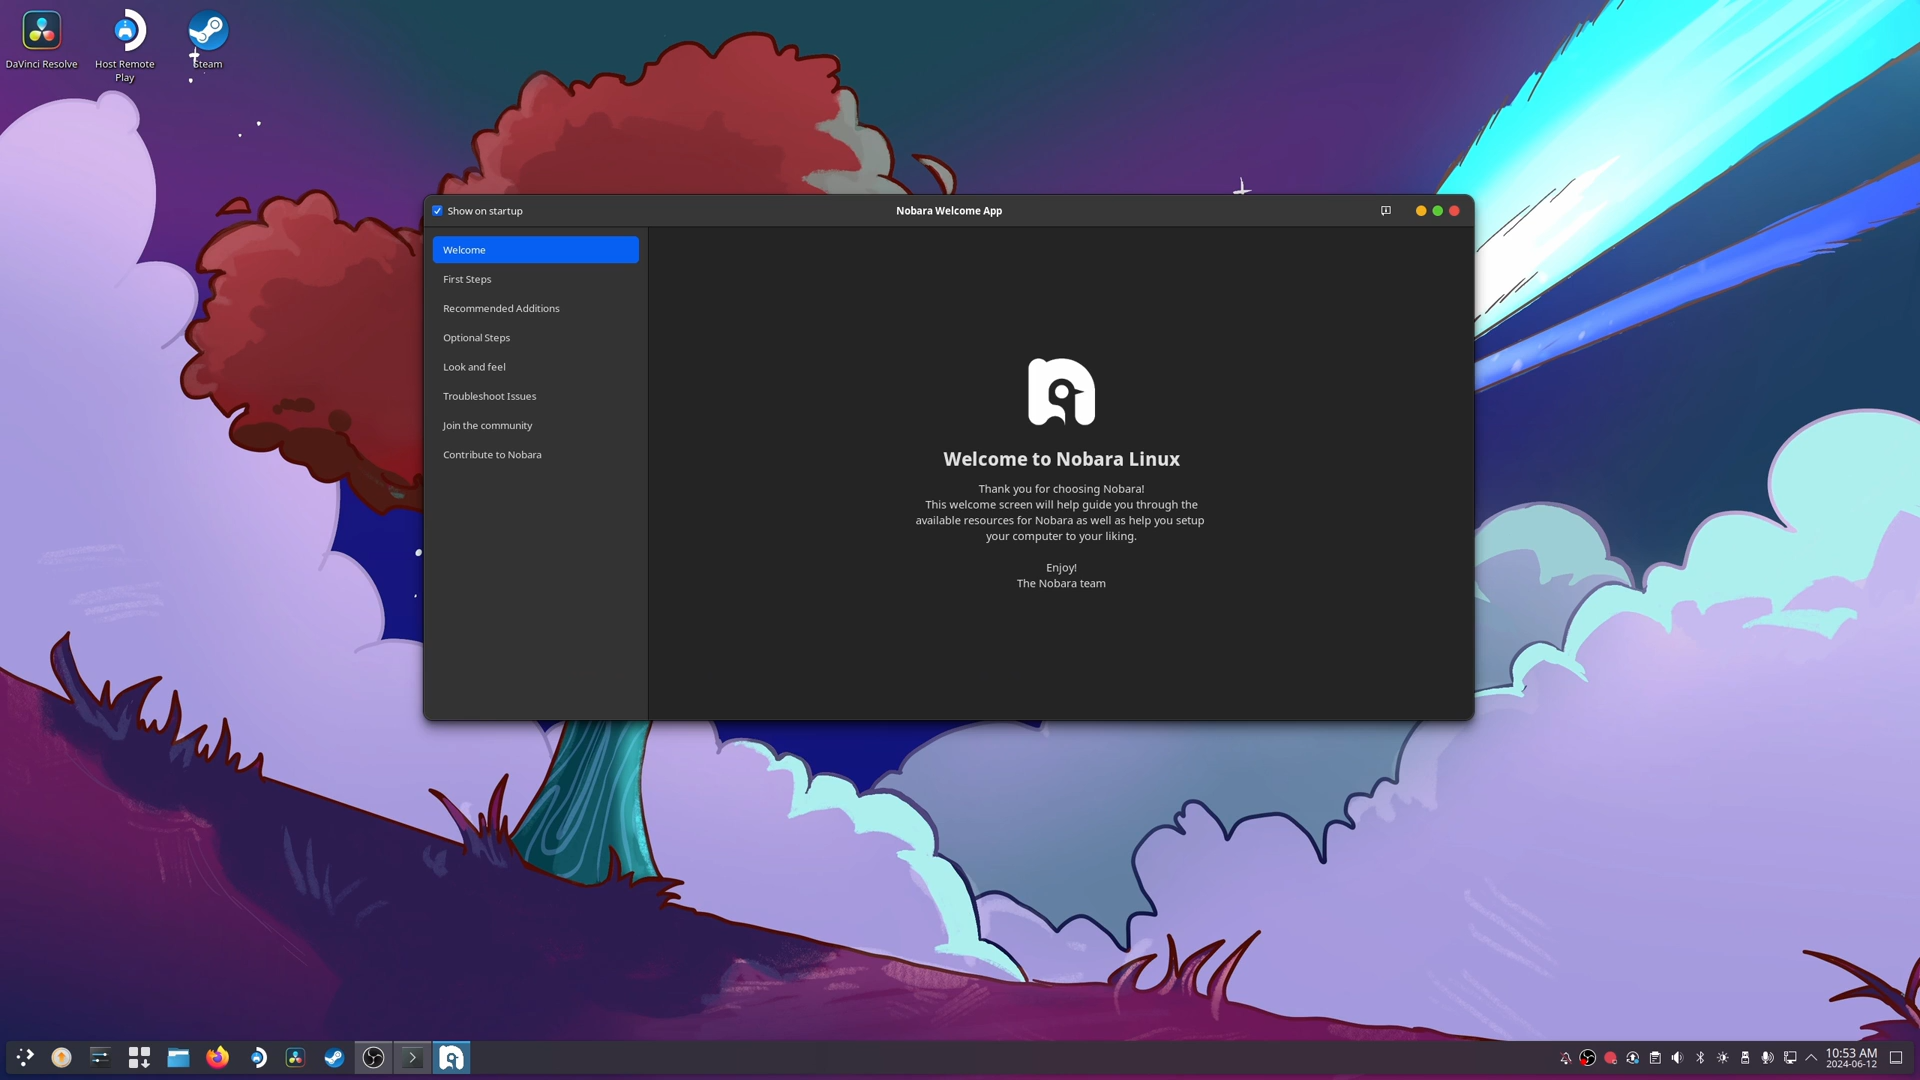 DaVinci Resolve
Host Remote
Play
Steam
Show on startup
Nobara Welcome App
Welcome
First Steps
Recommended Additions
Optional Steps
Look and feel
Troubleshoot Issues
Join the community
Contribute to Nobara
Welcome to Nobara Linux
Thank you for choosing Nobara!
This welcome screen will help guide you through the
available resources for Nobara as well as help you setup
your computer to your liking.
Enjoy!
The Nobara team
10:53 AM
2024-06-12